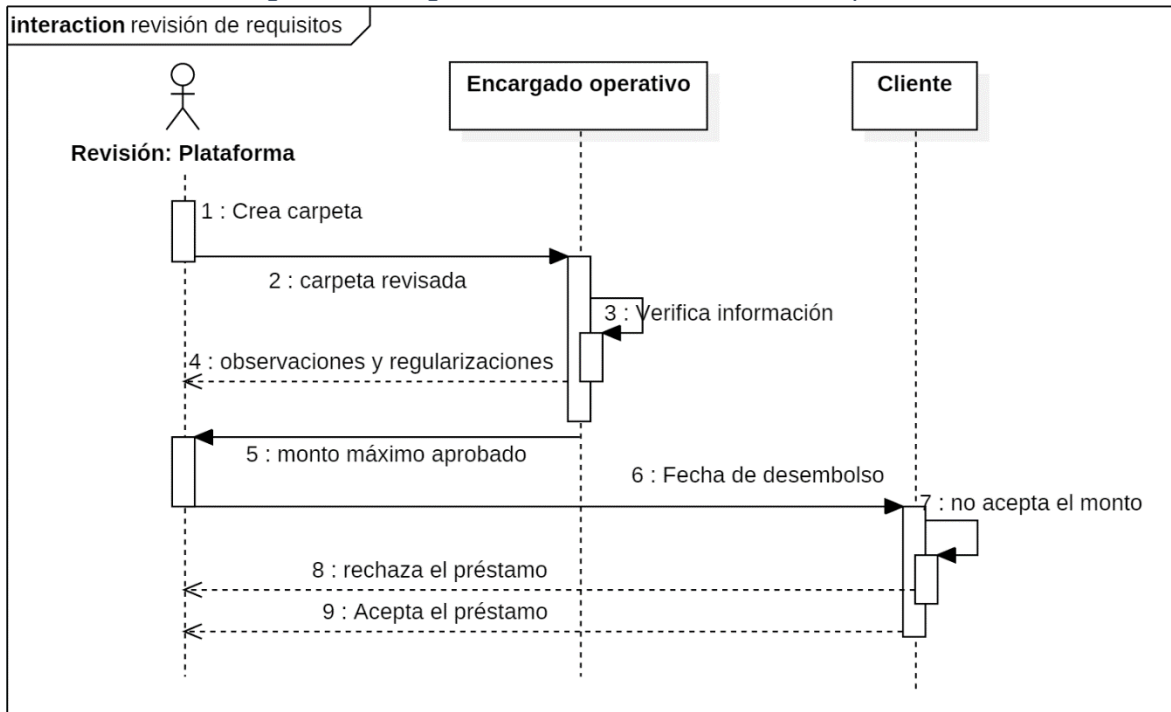 interaction revisión de requisitos
Encargado operativo
Cliente
Revisión: Plataforma
1 : Crea carpeta
2 : carpeta revisada
3 : Verifica información
4 : observaciones y regularizaciones
5 : monto máximo aprobado
6 : Fecha de desembolso
7 : no acepta el monto
8 : rechaza el préstamo
9 : Acepta el préstamo